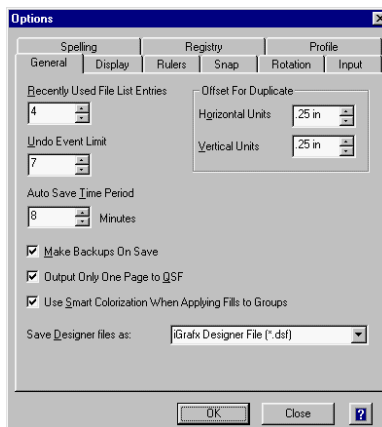 Options
Spelling Registry Profile
General Display Rulers Snap Rotation Input
Recently Used File List Entries
4
Undo Event Limit
7
Auto Save Time Period
8 Minutes
Offset For Duplicate
Horizontal Units .25 in
Vertical Units .25 in
Make Backups On Save
Output Only One Page to QSF
Use Smart Colorization When Applying Fills to Groups
Save Designer files as: iGrafx Designer File (*.dsf)
OK Close ?